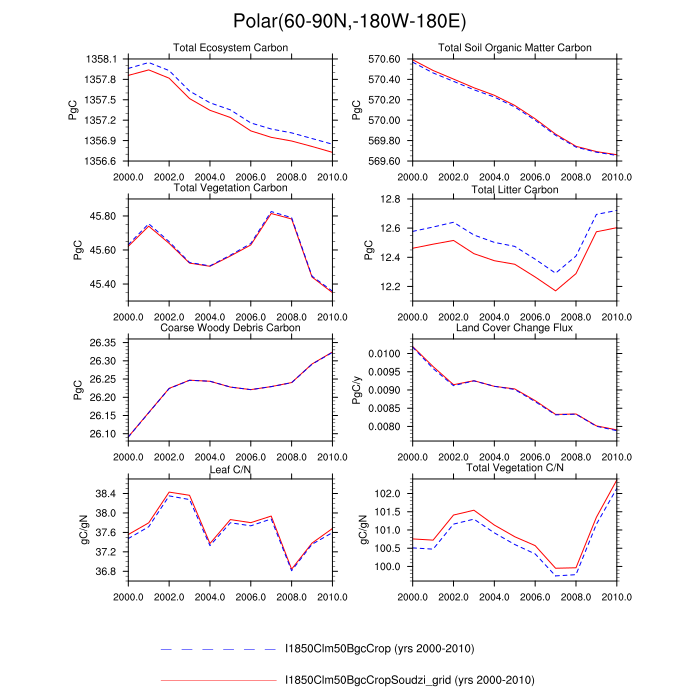 Polar(60-90N,-180W-180E)
Total Ecosystem Carbon
PgC
1358.1
1357.8
1357.5
1357.2
1356.9
1356.6
2000.0 2002.0 2004.0 2006.0 2008.0 2010.0
Total Soil Organic Matter Carbon
PgC
570.60
570.40
570.20
570.00
569.80
569.60
2000.0 2002.0 2004.0 2006.0 2008.0 2010.0
Total Vegetation Carbon
PgC
45.80
45.60
45.40
2000.0 2002.0 2004.0 2006.0 2008.0 2010.0
Total Litter Carbon
PgC
12.8
12.6
12.4
12.2
2000.0 2002.0 2004.0 2006.0 2008.0 2010.0
Coarse Woody Debris Carbon
PgC
26.35
26.30
26.25
26.20
26.15
26.10
2000.0 2002.0 2004.0 2006.0 2008.0 2010.0
Land Cover Change Flux
PgC/y
0.0100
0.0095
0.0090
0.0085
0.0080
2000.0 2002.0 2004.0 2006.0 2008.0 2010.0
Leaf C/N
gC/gN
38.4
38.0
37.6
37.2
36.8
2000.0 2002.0 2004.0 2006.0 2008.0 2010.0
Total Vegetation C/N
gC/gN
102.0
101.5
101.0
100.5
100.0
2000.0 2002.0 2004.0 2006.0 2008.0 2010.0
I1850Clm50BgcCrop (yrs 2000-2010)
I1850Clm50BgcCropSoudzi_grid (yrs 2000-2010)